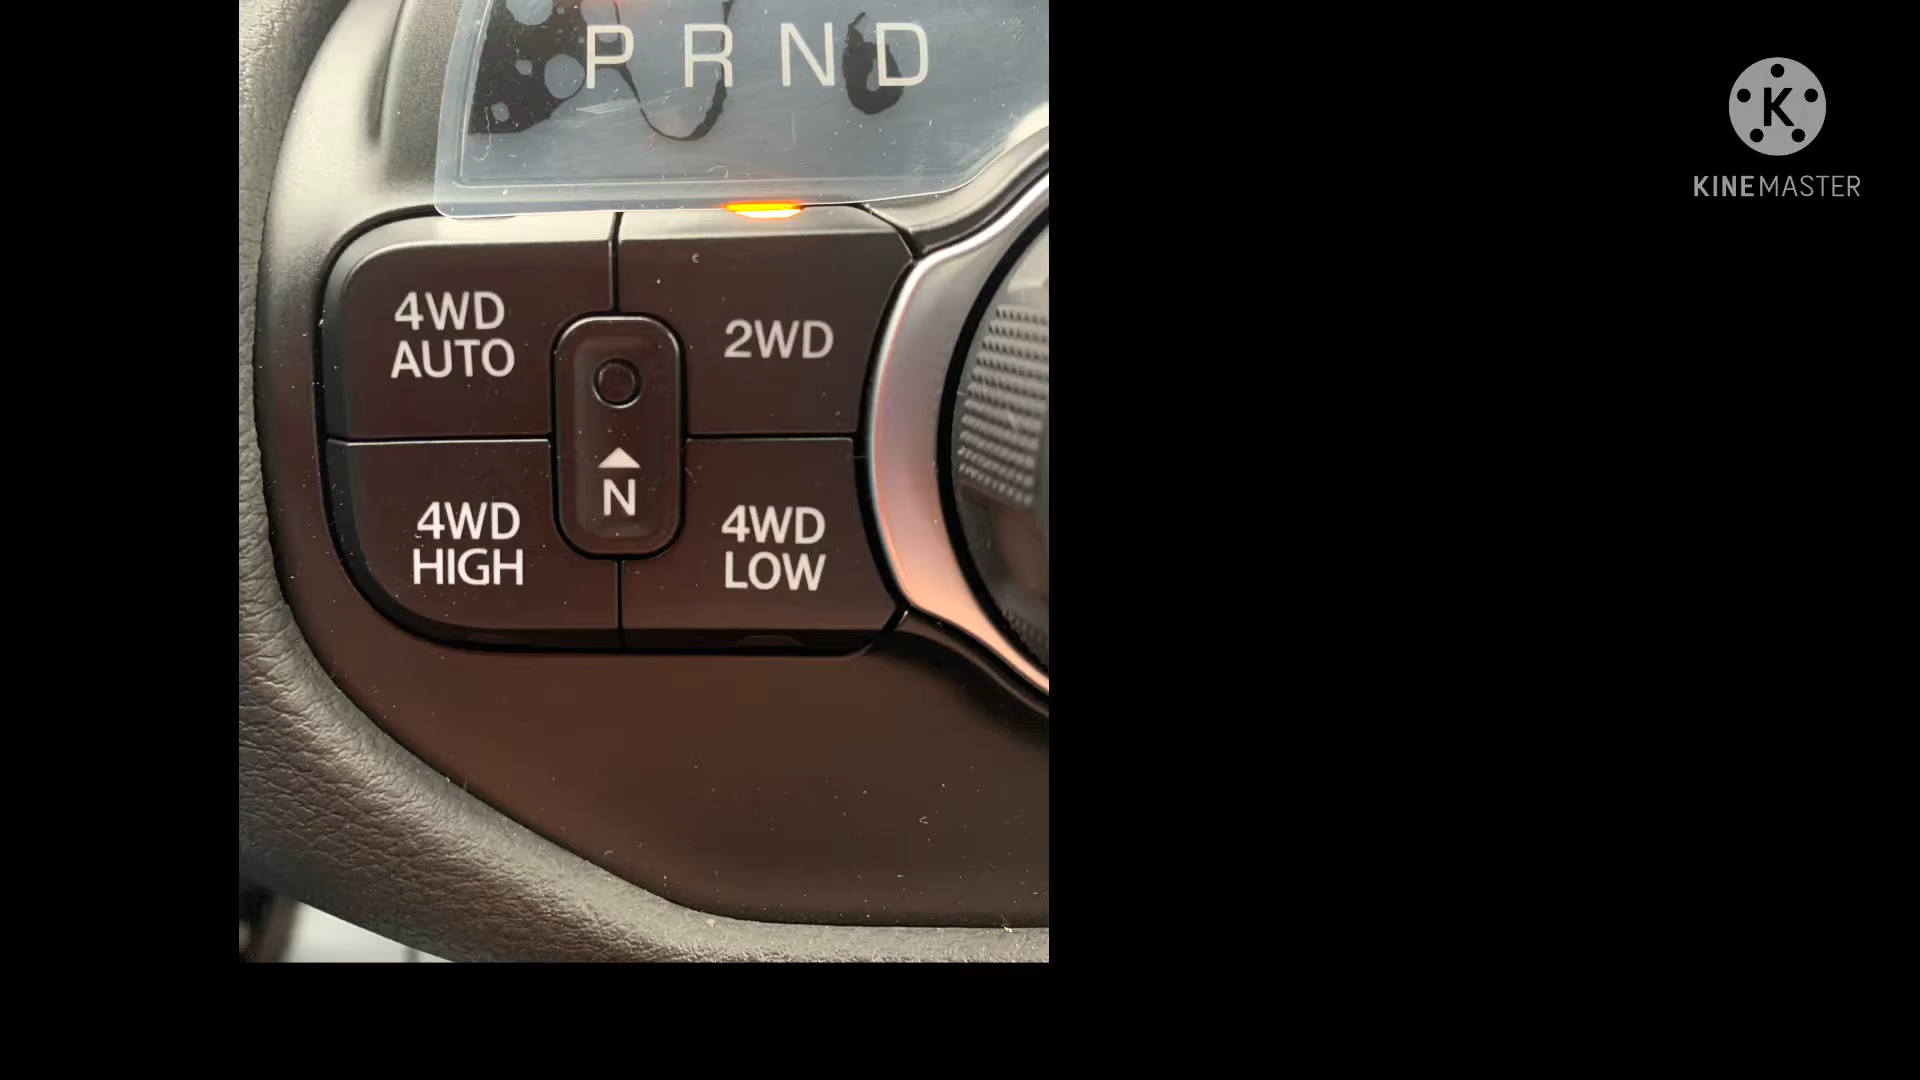 P R N D
K
KINEMASTER
4WD
AUTO
2WD
N
4WD
HIGH
4WD
LOW